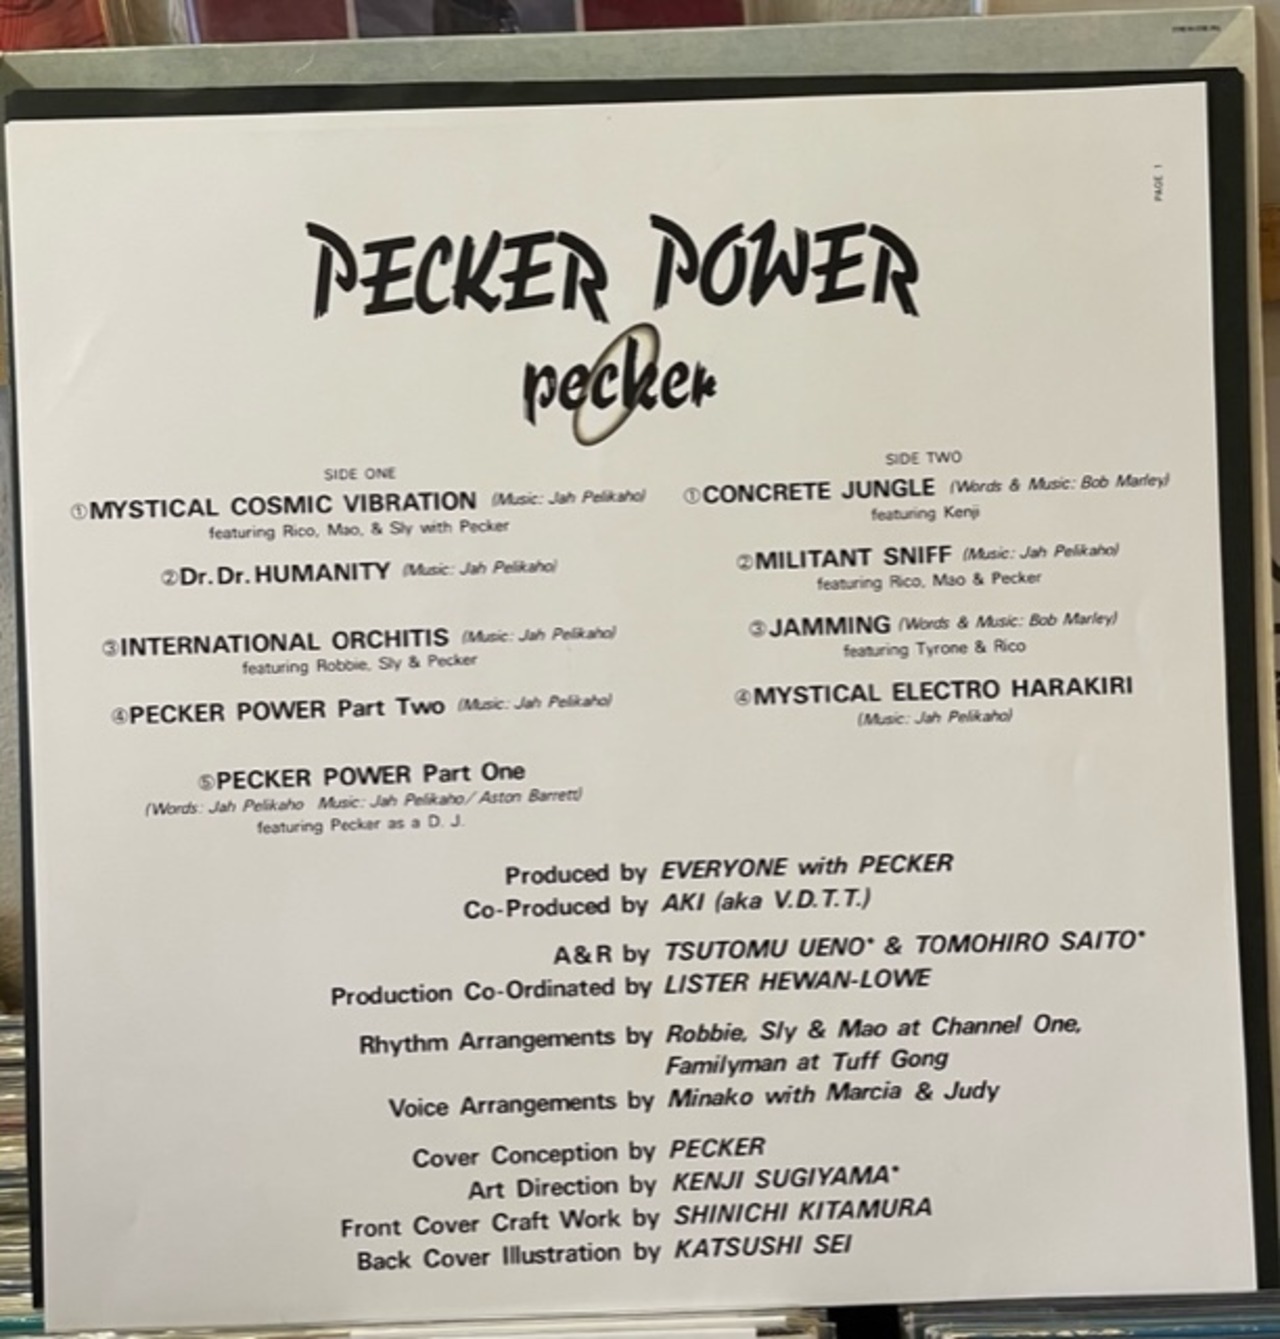 PAGE 1
PECKER POWER
pecker
SIDE ONE
①MYSTICAL COSMIC VIBRATION (Music: Jah Pelikaho)
featuring Rico, Mao, & Sly with Pecker
②Dr. Dr. HUMANITY (Music: Jah Pelikaho)
③INTERNATIONAL ORCHITIS (Music: Jah Pelikaho)
featuring Robbie, Sly & Pecker
④PECKER POWER Part Two (Music: Jah Pelikaho)
⑤PECKER POWER Part One
(Words: Jah Pelikaho Music: Jah Pelikaho/Aston Barrett)
featuring Pecker as a D. J.
SIDE TWO
①CONCRETE JUNGLE (Words & Music: Bob Marley)
featuring Kenji
②MILITANT SNIFF (Music: Jah Pelikaho)
featuring Rico, Mao & Pecker
③JAMMING (Words & Music: Bob Marley)
featuring Tyrone & Rico
④MYSTICAL ELECTRO HARAKIRI
(Music: Jah Pelikaho)
Produced by EVERYONE with PECKER
Co-Produced by AKI (aka V.D.T.T.)
A&R by TSUTOMU UENO* & TOMOHIRO SAITO*
Production Co-Ordinated by LISTER HEWAN-LOWE
Rhythm Arrangements by Robbie, Sly & Mao at Channel One,
Familyman at Tuff Gong
Voice Arrangements by Minako with Marcia & Judy
Cover Conception by PECKER
Art Direction by KENJI SUGIYAMA*
Front Cover Craft Work by SHINICHI KITAMURA
Back Cover Illustration by KATSUSHI SEI